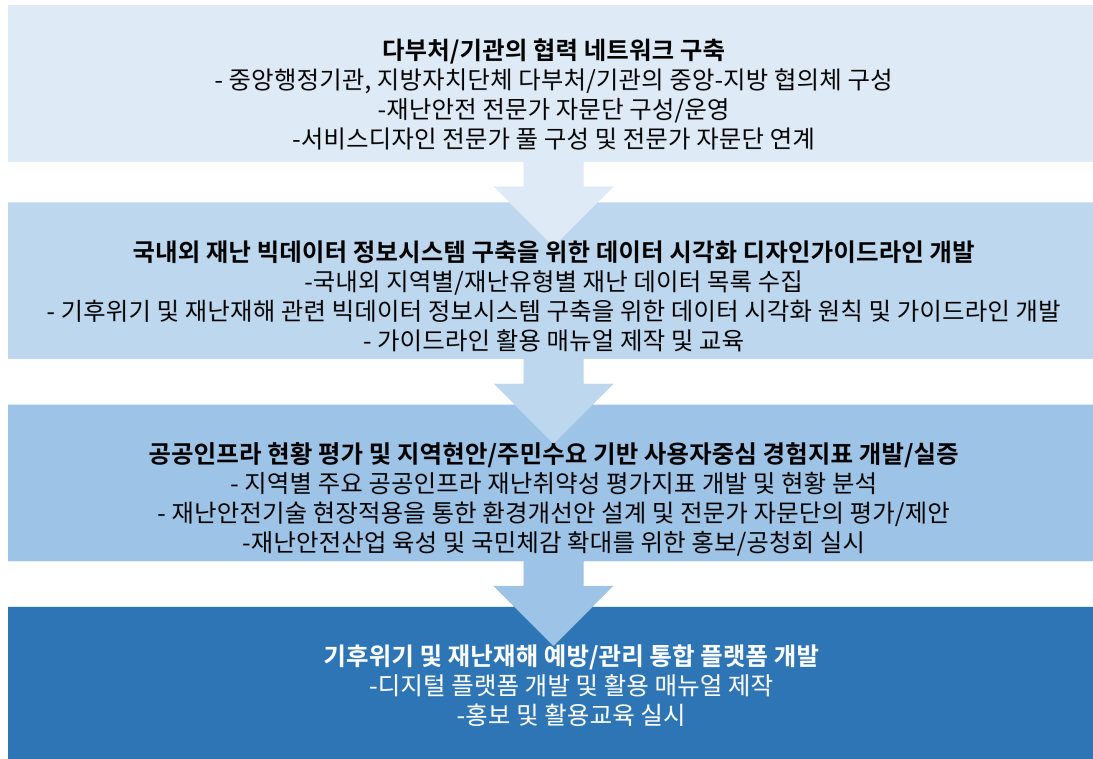 다부처/기관의 협력 네트워크 구축
- 중앙행정기관, 지방자치단체 다부처/기관의 중앙-지방 협의체 구성
-재난안전 전문가 자문단 구성/운영
-서비스디자인 전문가 풀 구성 및 전문가 자문단 연계
국내외 재난 빅데이터 정보시스템 구축을 위한 데이터 시각화 디자인가이드라인 개발
-국내외 지역별/재난유형별 재난 데이터 목록 수집
- 기후위기 및 재난재해 관련 빅데이터 정보시스템 구축을 위한 데이터 시각화 원칙 및 가이드라인 개발
- 가이드라인 활용 매뉴얼 제작 및 교육
공공인프라 현황 평가 및 지역현안/주민수요 기반 사용자중심 경험지표 개발/실증
- 지역별 주요 공공인프라 재난취약성 평가지표 개발 및 현황 분석
- 재난안전기술 현장적용을 통한 환경개선안 설계 및 전문가 자문단의 평가/제안
-재난안전산업 육성 및 국민체감 확대를 위한 홍보/공청회 실시
기후위기 및 재난재해 예방/관리 통합 플랫폼 개발
-디지털 플랫폼 개발 및 활용 매뉴얼 제작
-홍보 및 활용교육 실시